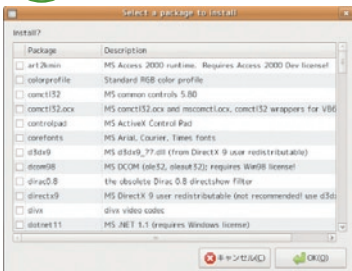 Select a package to install
Install?
Package Description
art2kmin MS Access 2000 runtime. Requires Access 2000 Dev license!
colorprofile Standard RGB color profile
comctl32 MS common controls 5.80
comctl32.ocx MS comctl32.ocx and mscomctl.ocx, comctl32 wrappers for VB6
controlpad MS ActiveX Control Pad
corefonts MS Arial, Courier, Times fonts
d3dx9 MS d3dx9_??.dll (from DirectX 9 user redistributable)
dcom98 MS DCOM (ole32, oleaut32); requires Win98 license!
dirac0.8 the obsolete Dirac 0.8 directshow filter
directx9 MS DirectX 9 user redistributable (not recommended! use d3d
divx divx video codec
dotnet11 MS .NET 1.1 (requires Windows license)
キャンセル(C) OK(O)